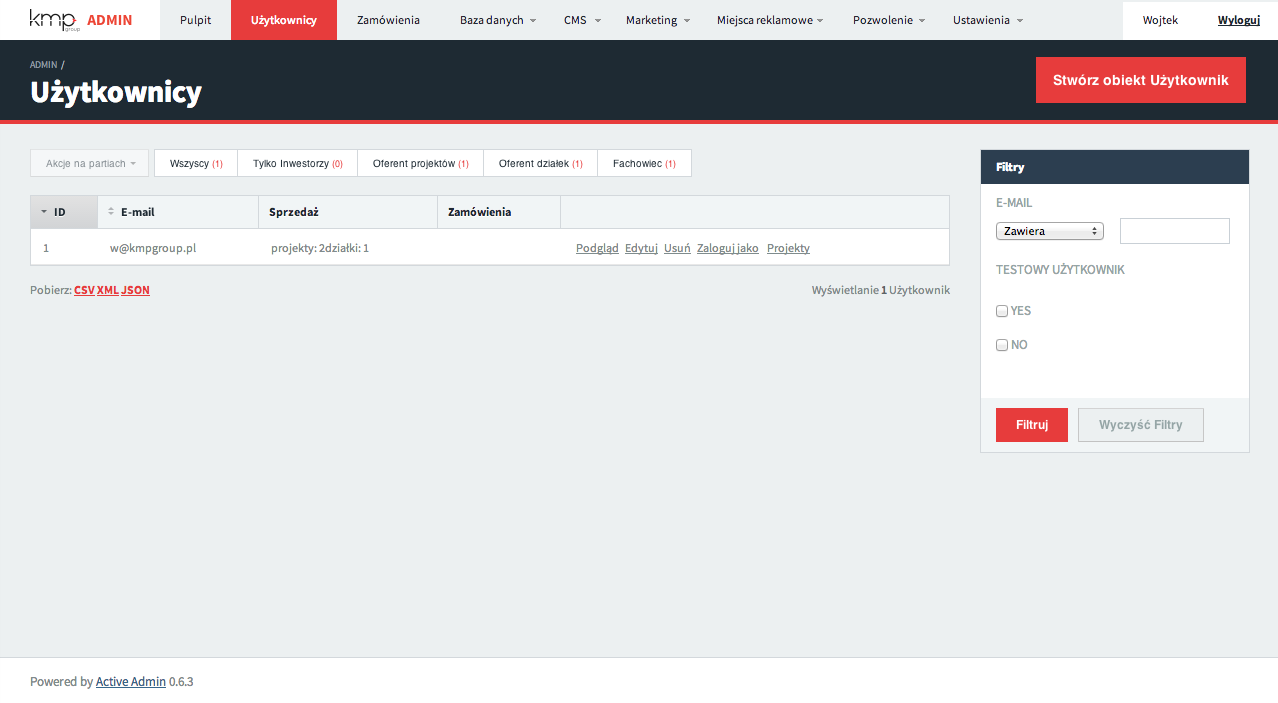 kmp group ADMIN Pulpit Użytkownicy Zamówienia Baza danych CMS Marketing Miejsca reklamowe Pozwolenie Ustawienia Wojtek Wyloguj
ADMIN /
Użytkownicy
Stwórz obiekt Użytkownik
Akcje na partiach Wszyscy (1) Tylko Inwestorzy (0) Oferent projektów (1) Oferent działek (1) Fachowiec (1)
ID E-mail Sprzedaż Zamówienia
1 w@kmpgroup.pl projekty: 2działki: 1 Podgląd Edytuj Usuń Zaloguj jako Projekty
Pobierz: CSV XML JSON Wyświetlanie 1 Użytkownik
Filtry
E-MAIL
Zawiera
TESTOWY UŻYTKOWNIK
YES
NO
Filtruj Wyczyść Filtry
Powered by Active Admin 0.6.3